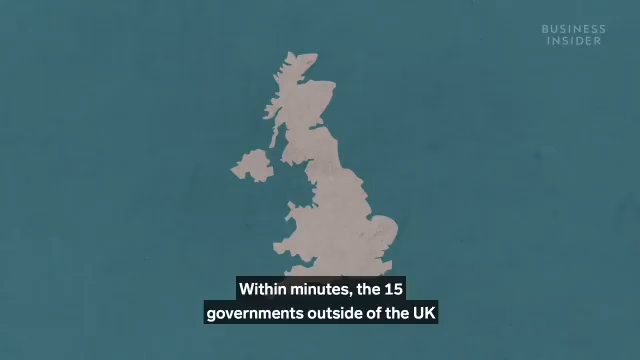 BUSINESS
INSIDER
Within minutes, the 15
governments outside of the UK